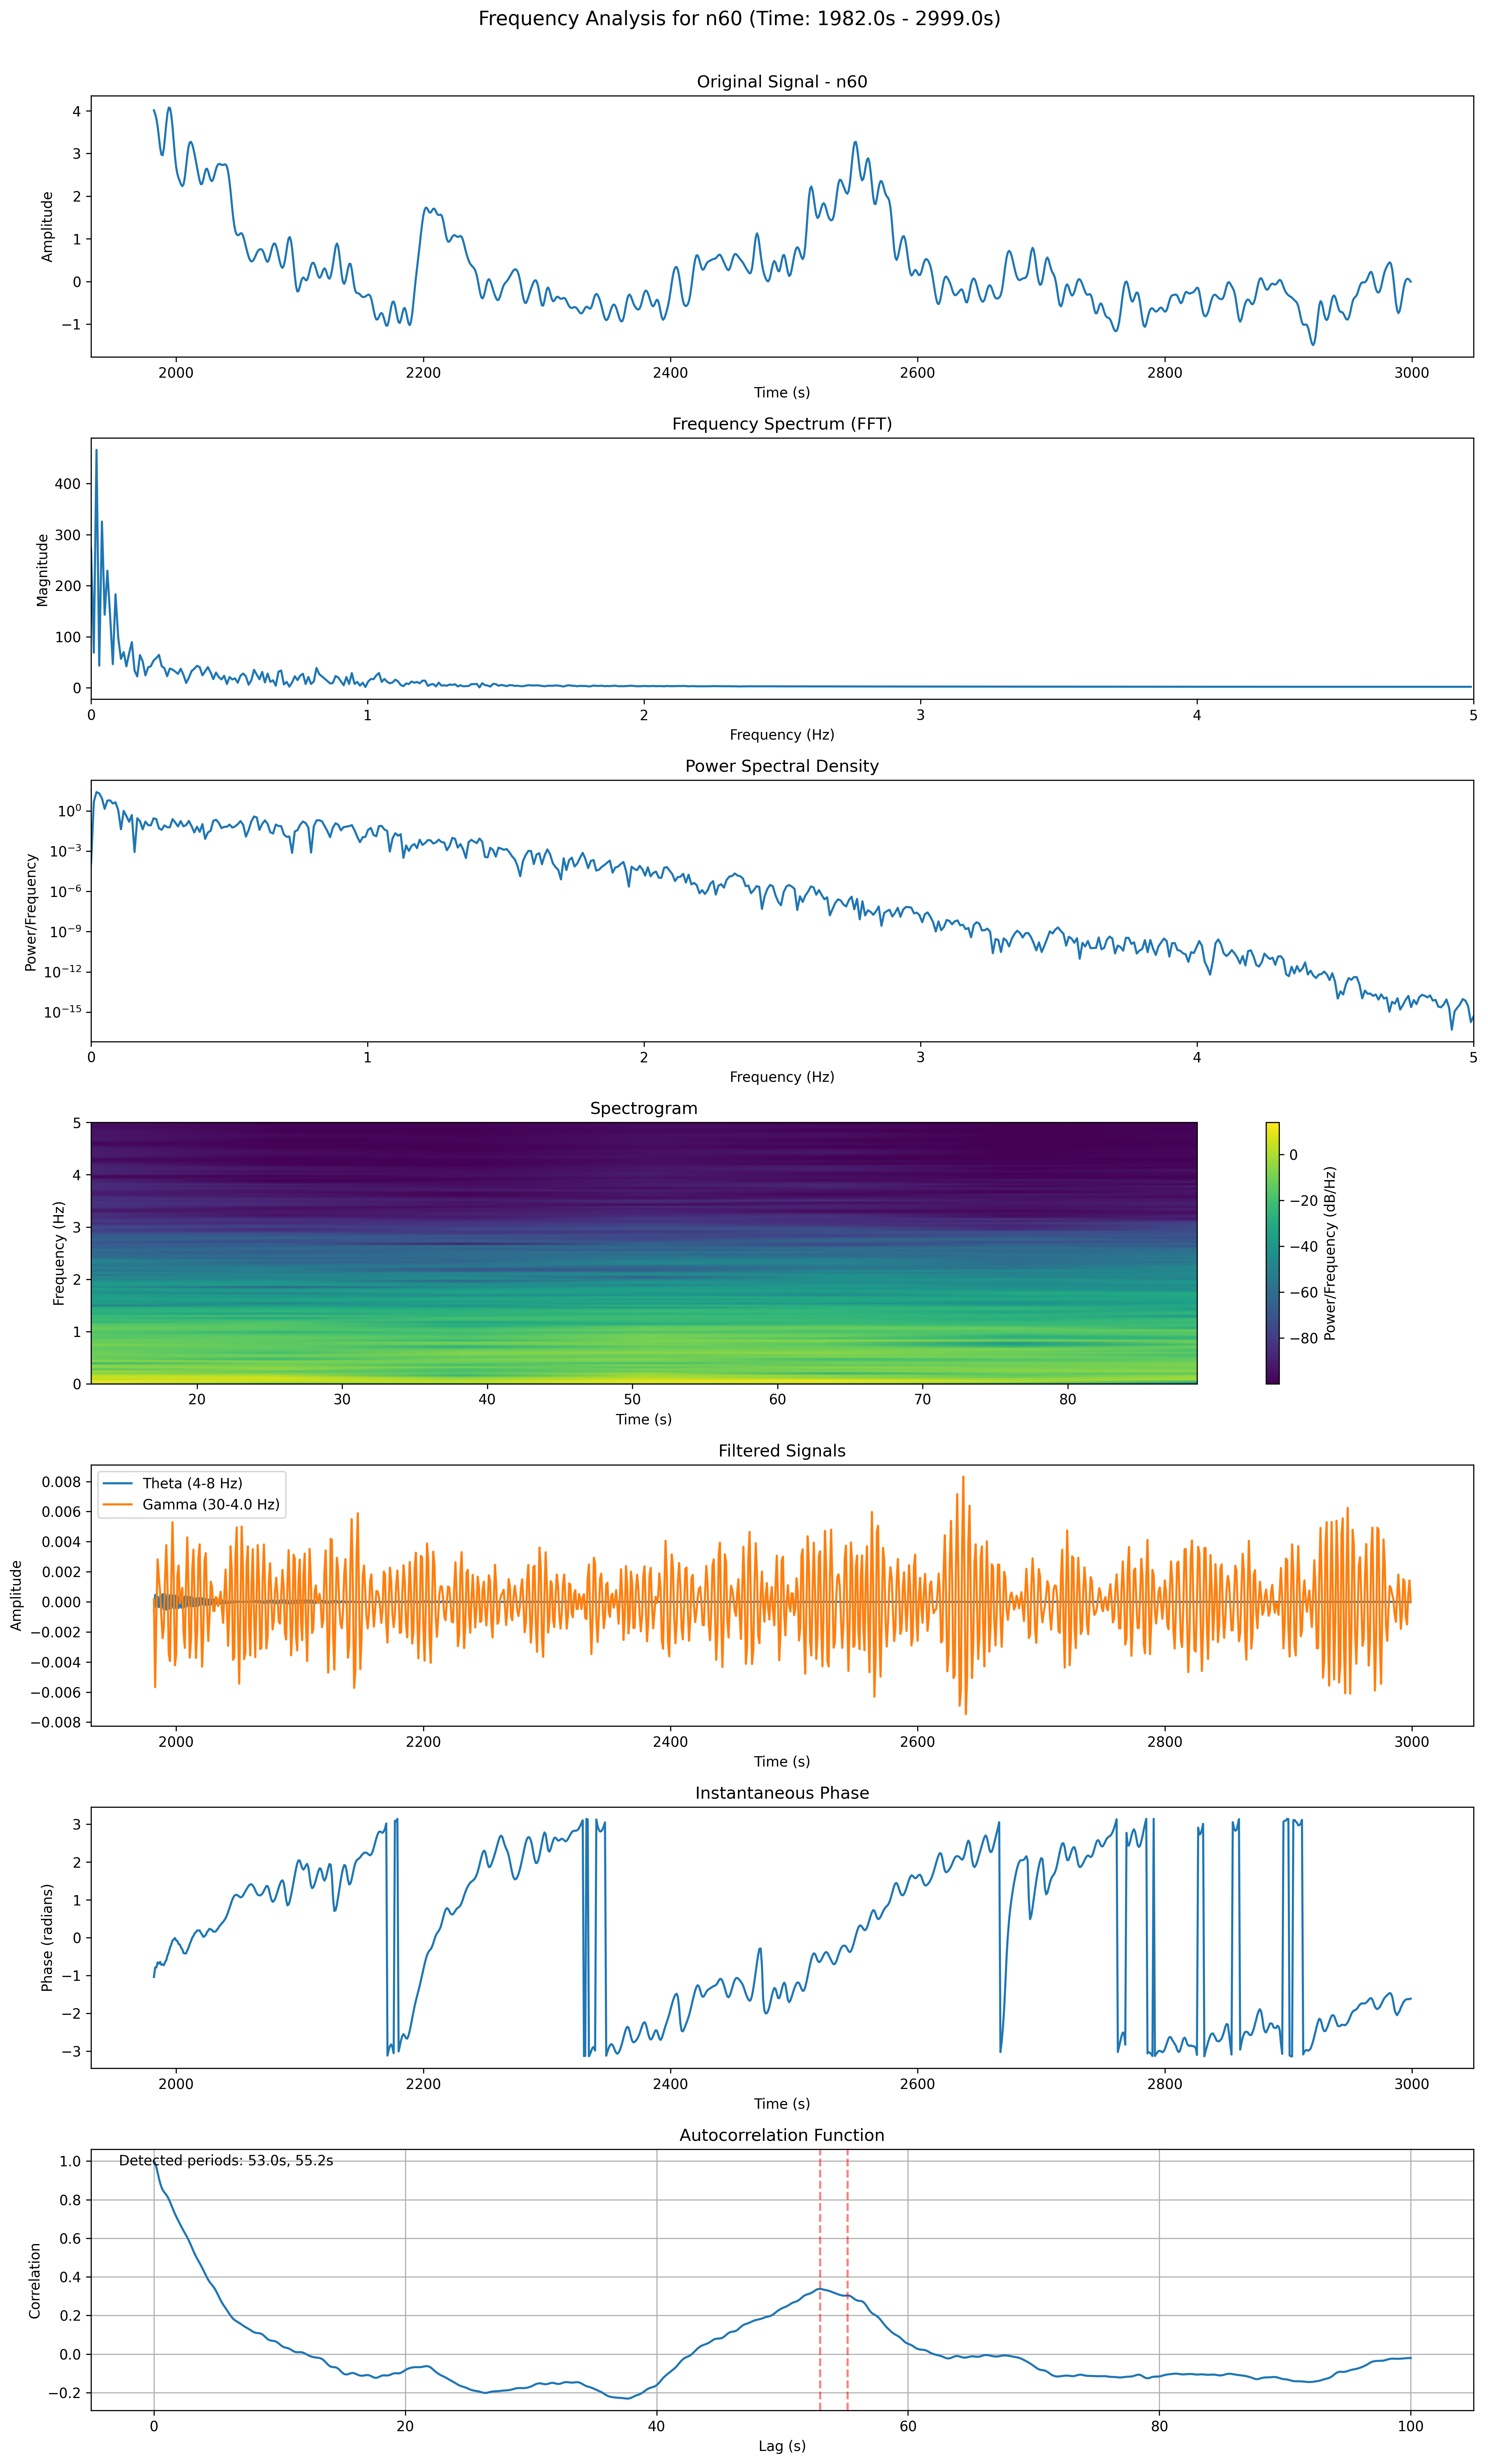 Frequency Analysis for n60 (Time: 1982.0s - 2999.0s)
Original Signal - n60
Amplitude
4
3
2
1
0
−1
2000 2200 2400 2600 2800 3000
Time (s)
Frequency Spectrum (FFT)
Magnitude
400
300
200
100
0
0 1 2 3 4 5
Frequency (Hz)
Power Spectral Density
Power/Frequency
10⁰
10⁻³
10⁻⁶
10⁻⁹
10⁻¹²
10⁻¹⁵
0 1 2 3 4 5
Frequency (Hz)
Spectrogram
Frequency (Hz)
5
4
3
2
1
0
20 30 40 50 60 70 80
Time (s)
0
−20
−40
−60
−80
Power/Frequency (dB/Hz)
Filtered Signals
Theta (4-8 Hz)
Gamma (30-4.0 Hz)
Amplitude
0.008
0.006
0.004
0.002
0.000
−0.002
−0.004
−0.006
−0.008
2000 2200 2400 2600 2800 3000
Time (s)
Instantaneous Phase
Phase (radians)
3
2
1
0
−1
−2
−3
2000 2200 2400 2600 2800 3000
Time (s)
Autocorrelation Function
Detected periods: 53.0s, 55.2s
Correlation
1.0
0.8
0.6
0.4
0.2
0.0
−0.2
0 20 40 60 80 100
Lag (s)